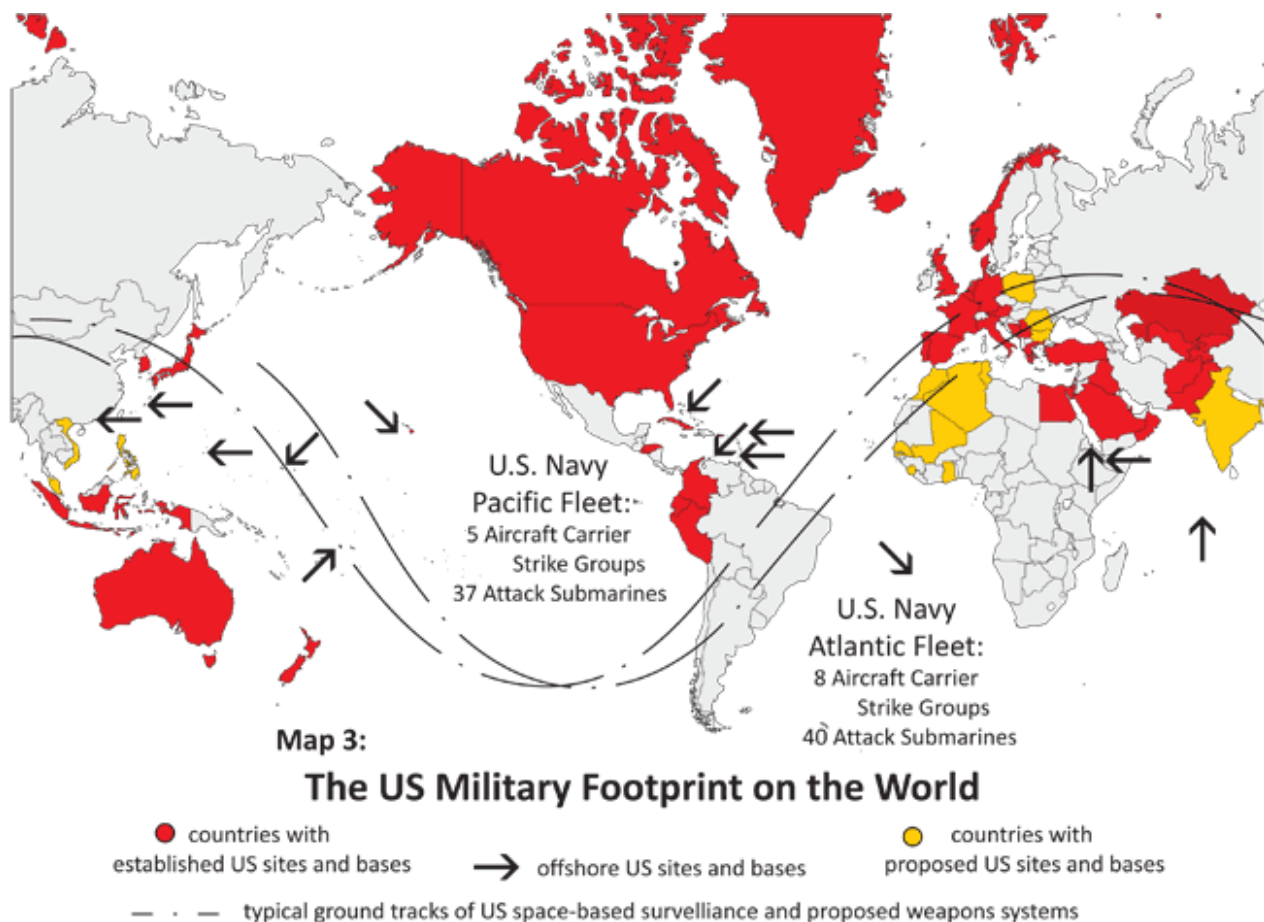 U.S. Navy
Pacific Fleet:
5 Aircraft Carrier
Strike Groups
37 Attack Submarines
U.S. Navy
Atlantic Fleet:
8 Aircraft Carrier
Strike Groups
40 Attack Submarines
Map 3:
The US Military Footprint on the World
countries with
established US sites and bases
offshore US sites and bases
countries with
proposed US sites and bases
typical ground tracks of US space-based survelliance and proposed weapons systems